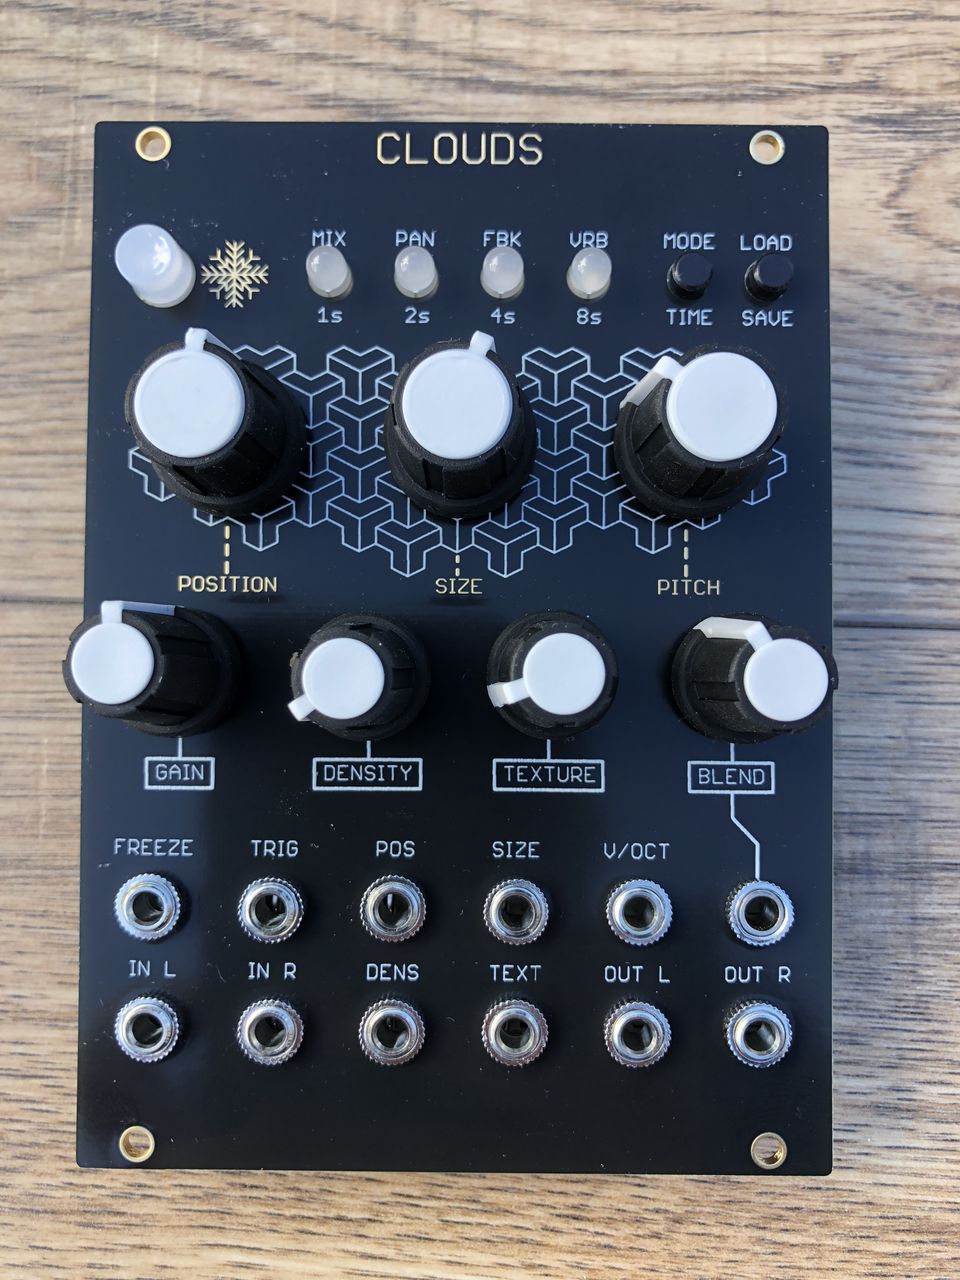 CLOUDS
MIX PAN FBK VRB MODE LOAD
1s 2s 4s 8s TIME SAVE
POSITION SIZE PITCH
GAIN DENSITY TEXTURE BLEND
FREEZE TRIG POS SIZE V/OCT
IN L IN R DENS TEXT OUT L OUT R